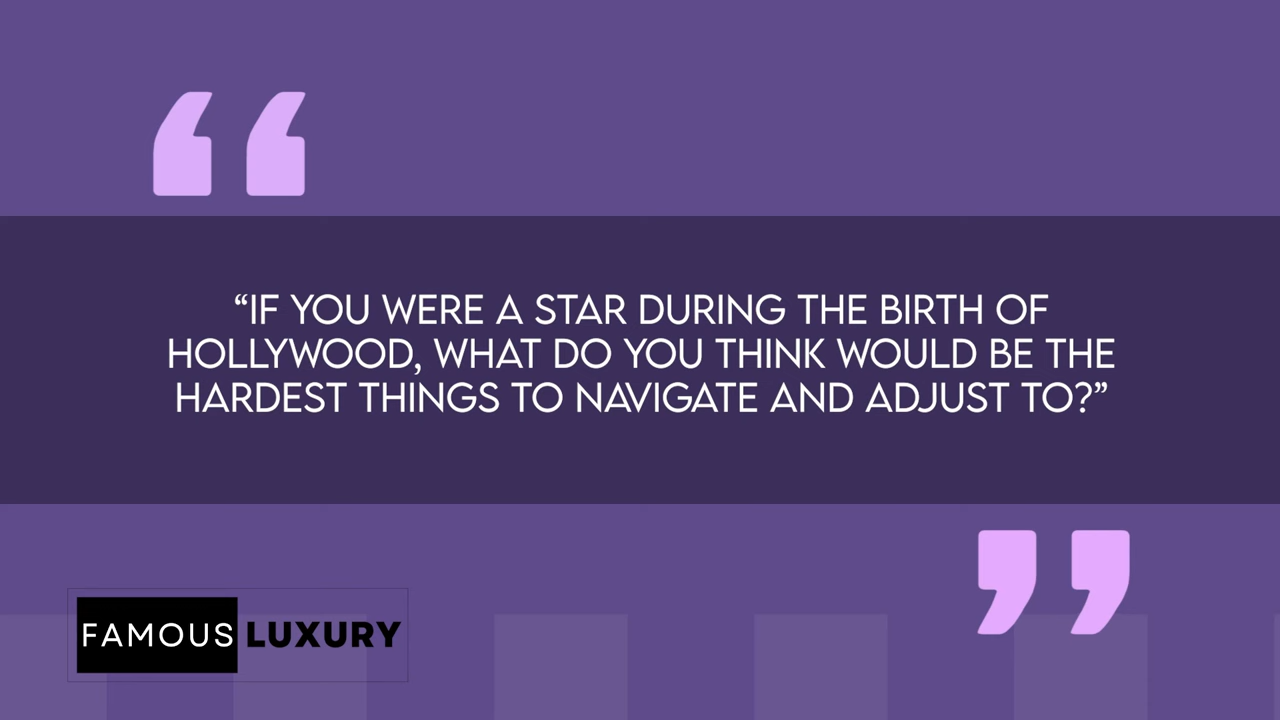 “IF YOU WERE A STAR DURING THE BIRTH OF
HOLLYWOOD, WHAT DO YOU THINK WOULD BE THE
HARDEST THINGS TO NAVIGATE AND ADJUST TO?”
FAMOUS LUXURY